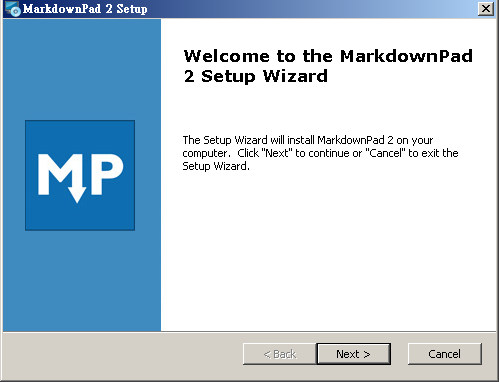 MarkdownPad 2 Setup
Welcome to the MarkdownPad
2 Setup Wizard
The Setup Wizard will install MarkdownPad 2 on your
computer. Click "Next" to continue or "Cancel" to exit the
Setup Wizard.
MP
< Back
Next >
Cancel